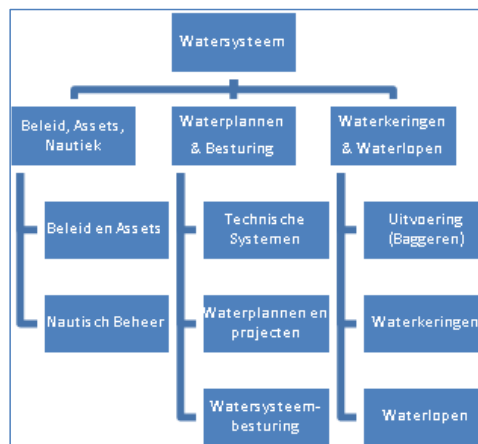 Watersysteem
Beleid, Assets,
Nautiek
Waterplannen
& Besturing
Waterkeringen
& Waterlopen
Beleid en Assets
Technische
Systemen
Uitvoering
(Baggeren)
Nautisch Beheer
Waterplannen en
projecten
Waterkeringen
Watersysteem-
besturing
Waterlopen